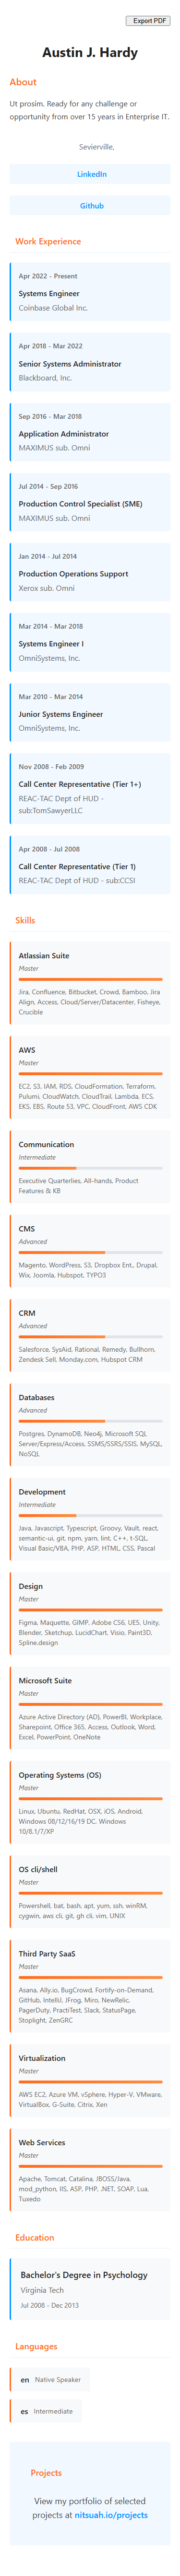 Export PDF
Austin J. Hardy
About
Ut prosim. Ready for any challenge or
opportunity from over 15 years in Enterprise IT.
Sevierville,
LinkedIn
Github
Work Experience
Apr 2022 - Present
Systems Engineer
Coinbase Global Inc.
Apr 2018 - Mar 2022
Senior Systems Administrator
Blackboard, Inc.
Sep 2016 - Mar 2018
Application Administrator
MAXIMUS sub. Omni
Jul 2014 - Sep 2016
Production Control Specialist (SME)
MAXIMUS sub. Omni
Jan 2014 - Jul 2014
Production Operations Support
Xerox sub. Omni
Mar 2014 - Mar 2018
Systems Engineer I
OmniSystems, Inc.
Mar 2010 - Mar 2014
Junior Systems Engineer
OmniSystems, Inc.
Nov 2008 - Feb 2009
Call Center Representative (Tier 1+)
REAC-TAC Dept of HUD -
sub:TomSawyerLLC
Apr 2008 - Jul 2008
Call Center Representative (Tier 1)
REAC-TAC Dept of HUD - sub:CCSI
Skills
Atlassian Suite
Master
Jira, Confluence, Bitbucket, Crowd, Bamboo, Jira
Align, Access, Cloud/Server/Datacenter, Fisheye,
Crucible
AWS
Master
EC2, S3, IAM, RDS, CloudFormation, Terraform,
Pulumi, CloudWatch, CloudTrail, Lambda, ECS,
EKS, EBS, Route 53, VPC, CloudFront, AWS CDK
Communication
Intermediate
Executive Quarterlies, All-hands, Product
Features & KB
CMS
Advanced
Magento, WordPress, S3, Dropbox Ent., Drupal,
Wix, Joomla, Hubspot, TYPO3
CRM
Advanced
Salesforce, SysAid, Rational, Remedy, Bullhorn,
Zendesk Sell, Monday.com, Hubspot CRM
Databases
Advanced
Postgres, DynamoDB, Neo4j, Microsoft SQL
Server/Express/Access, SSMS/SSRS/SSIS, MySQL,
NoSQL
Development
Intermediate
Java, Javascript, Typescript, Groovy, Vault, react,
semantic-ui, git, npm, yarn, lint, C++, t-SQL,
Visual Basic/VBA, PHP, ASP, HTML, CSS, Pascal
Design
Master
Figma, Maquette, GIMP, Adobe CS6, UE5, Unity,
Blender, Sketchup, LucidChart, Visio, Paint3D,
Spline.design
Microsoft Suite
Master
Azure Active Directory (AD), PowerBI, Workplace,
Sharepoint, Office 365, Access, Outlook, Word,
Excel, PowerPoint, OneNote
Operating Systems (OS)
Master
Linux, Ubuntu, RedHat, OSX, iOS, Android,
Windows 08/12/16/19 DC, Windows
10/8.1/7/XP
OS cli/shell
Master
Powershell, bat, bash, apt, yum, ssh, winRM,
cygwin, aws cli, git, gh cli, vim, UNIX
Third Party SaaS
Master
Asana, Ally.io, BugCrowd, Fortify-on-Demand,
GitHub, IntelliJ, JFrog, Miro, NewRelic,
PagerDuty, PractiTest, Slack, StatusPage,
Stoplight, ZenGRC
Virtualization
Master
AWS EC2, Azure VM, vSphere, Hyper-V, VMware,
VirtualBox, G-Suite, Citrix, Xen
Web Services
Master
Apache, Tomcat, Catalina, JBOSS/Java,
mod_python, IIS, ASP, PHP, .NET, SOAP, Lua,
Tuxedo
Education
Bachelor's Degree in Psychology
Virginia Tech
Jul 2008 - Dec 2013
Languages
en Native Speaker
es Intermediate
Projects
View my portfolio of selected
projects at nitsuah.io/projects